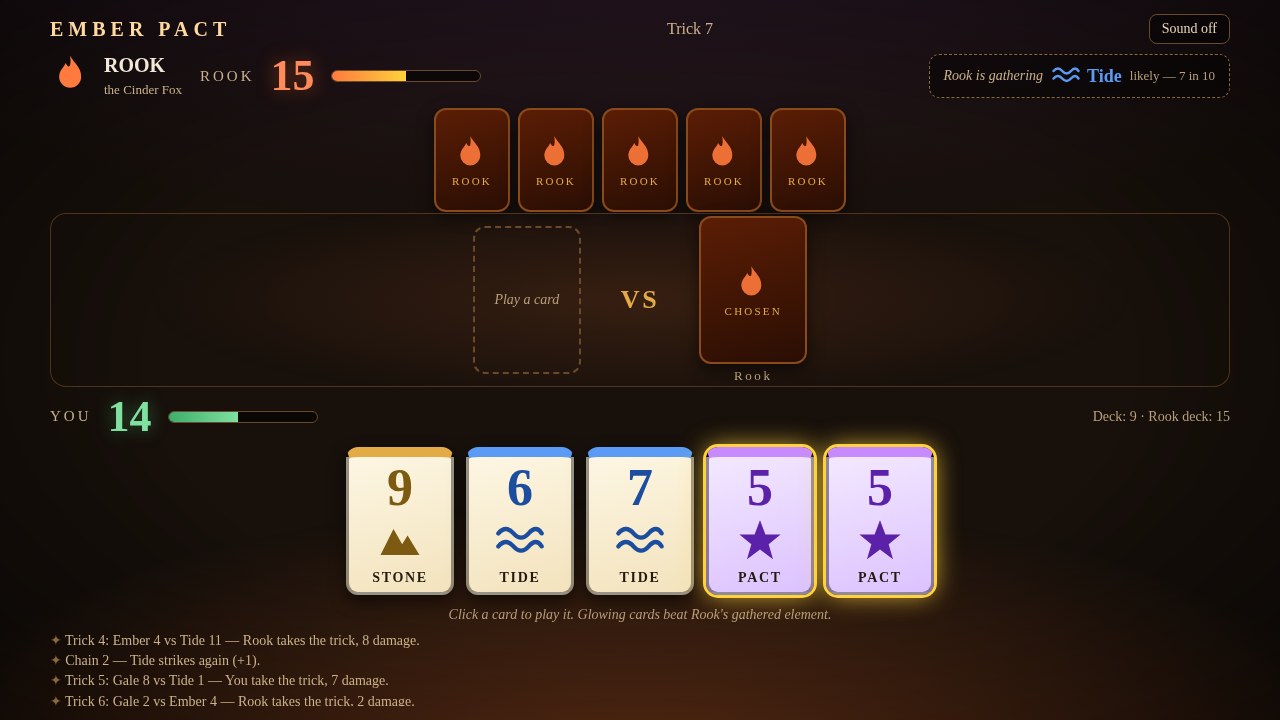 EMBER PACT
Trick 7
Sound off
ROOK
the Cinder Fox
ROOK 15
Rook is gathering Tide likely — 7 in 10
ROOK ROOK ROOK ROOK ROOK
Play a card
VS
CHOSEN
Rook
YOU 14
Deck: 9 · Rook deck: 15
9 6 7 5 5
STONE TIDE TIDE PACT PACT
Click a card to play it. Glowing cards beat Rook's gathered element.
✦ Trick 4: Ember 4 vs Tide 11 — Rook takes the trick, 8 damage.
✦ Chain 2 — Tide strikes again (+1).
✦ Trick 5: Gale 8 vs Tide 1 — You take the trick, 7 damage.
✦ Trick 6: Gale 2 vs Ember 4 — Rook takes the trick, 2 damage.